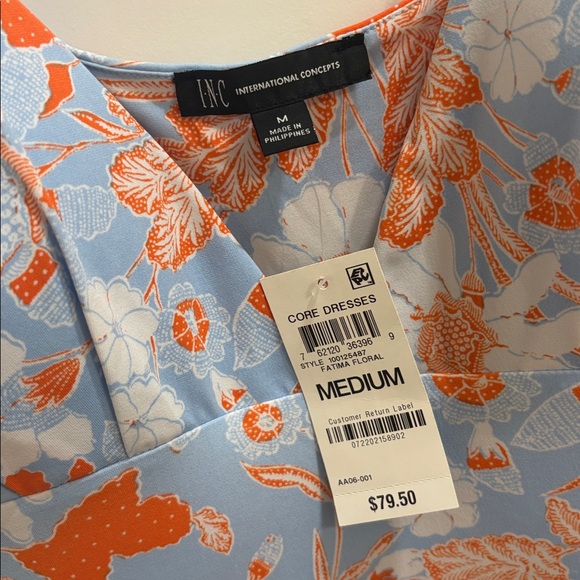 I.N.C INTERNATIONAL CONCEPTS
M
MADE IN
PHILIPPINES
CORE DRESSES
7 62120 36396 9
STYLE 100125487
FATIMA FLORAL
MEDIUM
Customer Return Label
072202158902
AA06-001
$79.50